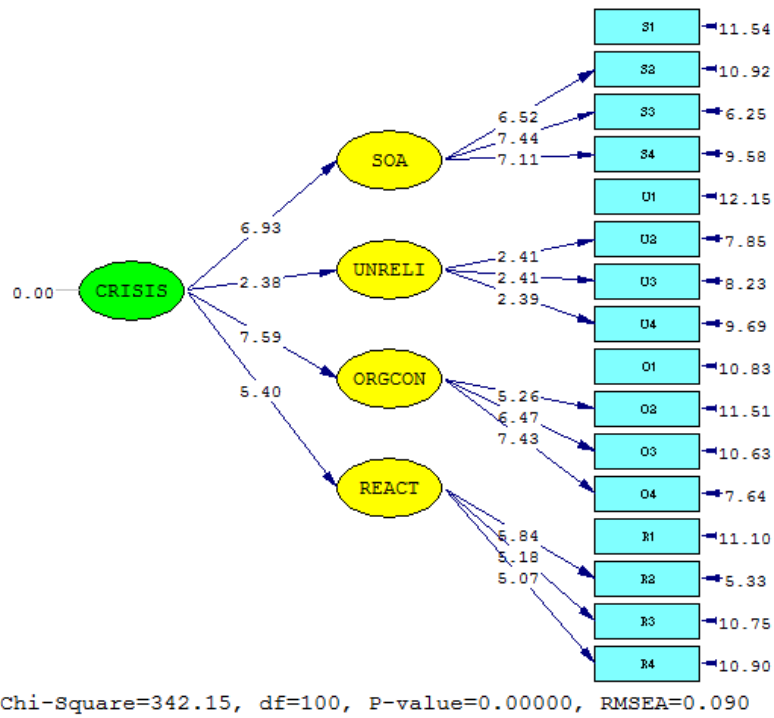 S1 11.54
S2 10.92
6.52
S3 6.25
7.44
SOA
7.11
S4 9.58
U1 12.15
6.93
U2 7.85
2.41
UNRELI
2.41
U3 8.23
0.00 CRISIS
2.38
2.39
U4 9.69
7.59
O1 10.83
ORGCON
5.26
5.40
O2 11.51
6.47
7.43
O3 10.63
REACT
O4 7.64
5.84
R1 11.10
5.18
5.07
R2 5.33
R3 10.75
R4 10.90
Chi-Square=342.15, df=100, P-value=0.00000, RMSEA=0.090